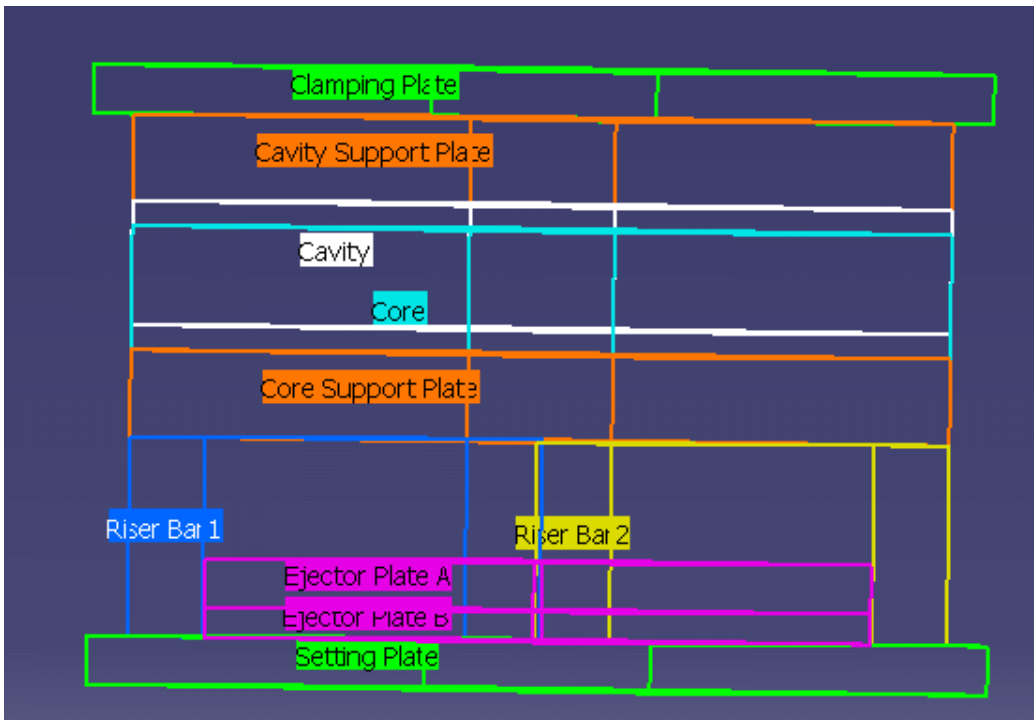 Clamping Plate
Cavity Support Plate
Cavity
Core
Core Support Plate
Riser Bar 1
Riser Bar 2
Ejector Plate A
Ejector Plate B
Setting Plate